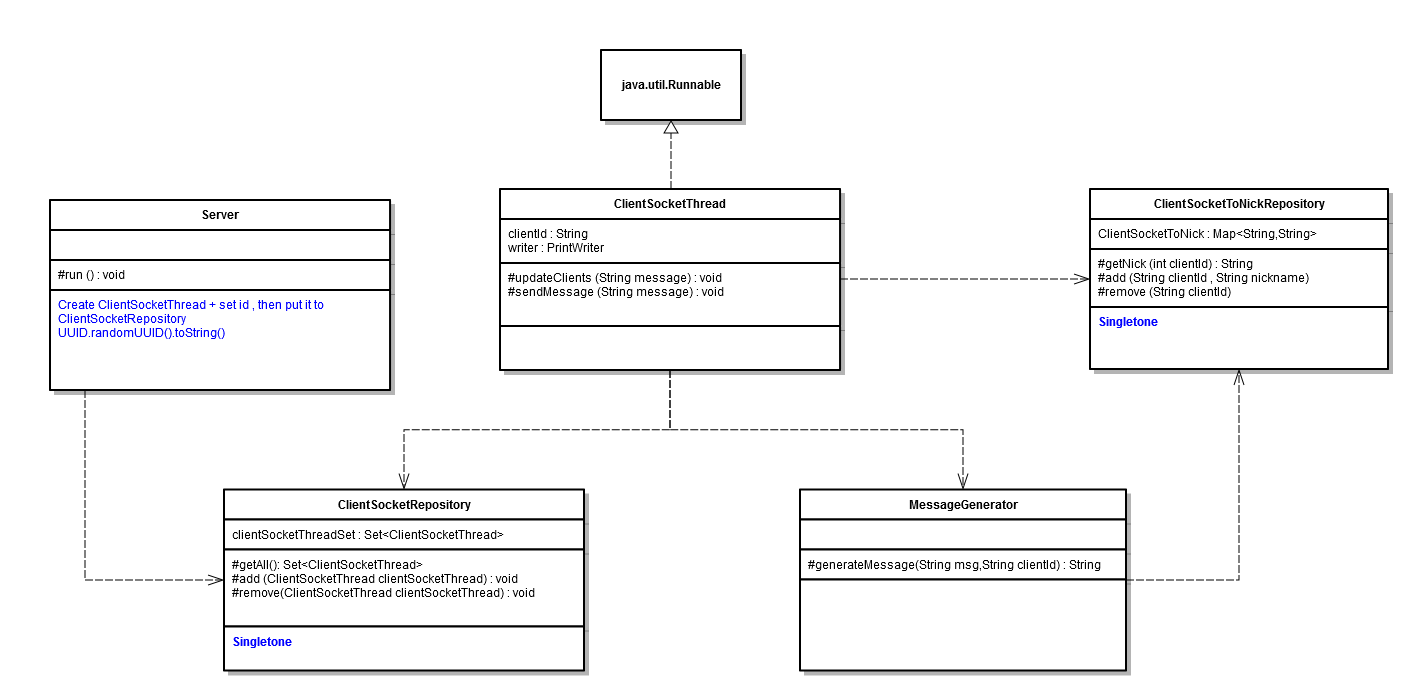 java.util.Runnable
Server
#run () : void
Create ClientSocketThread + set id , then put it to
ClientSocketRepository
UUID.randomUUID().toString()
ClientSocketThread
clientId : String
writer : PrintWriter
#updateClients (String message) : void
#sendMessage (String message) : void
ClientSocketToNickRepository
ClientSocketToNick : Map<String,String>
#getNick (int clientId) : String
#add (String clientId , String nickname)
#remove (String clientId)
Singletone
ClientSocketRepository
clientSocketThreadSet : Set<ClientSocketThread>
#getAll(): Set<ClientSocketThread>
#add (ClientSocketThread clientSocketThread) : void
#remove(ClientSocketThread clientSocketThread) : void
Singletone
MessageGenerator
#generateMessage(String msg,String clientId) : String